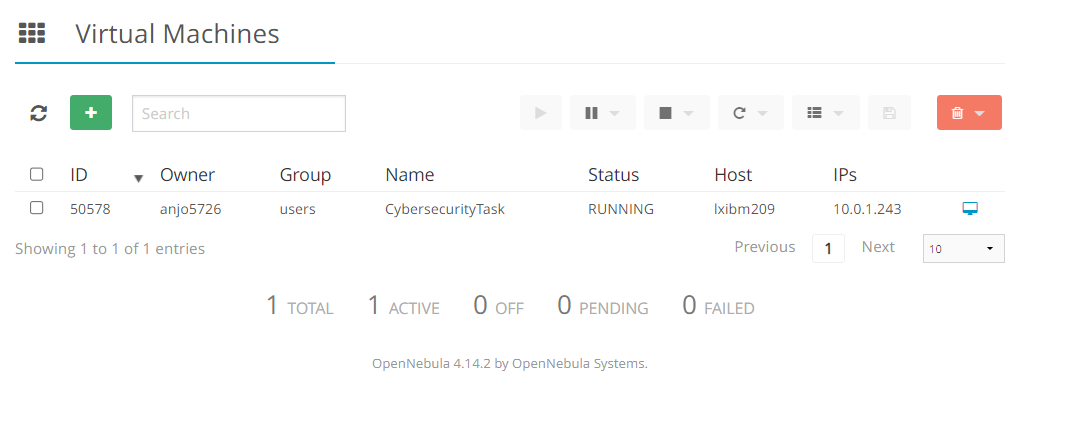 Virtual Machines
Search
ID Owner Group Name Status Host IPs
50578 anjo5726 users CybersecurityTask RUNNING lxibm209 10.0.1.243
Showing 1 to 1 of 1 entries Previous 1 Next 10
1 TOTAL 1 ACTIVE 0 OFF 0 PENDING 0 FAILED
OpenNebula 4.14.2 by OpenNebula Systems.